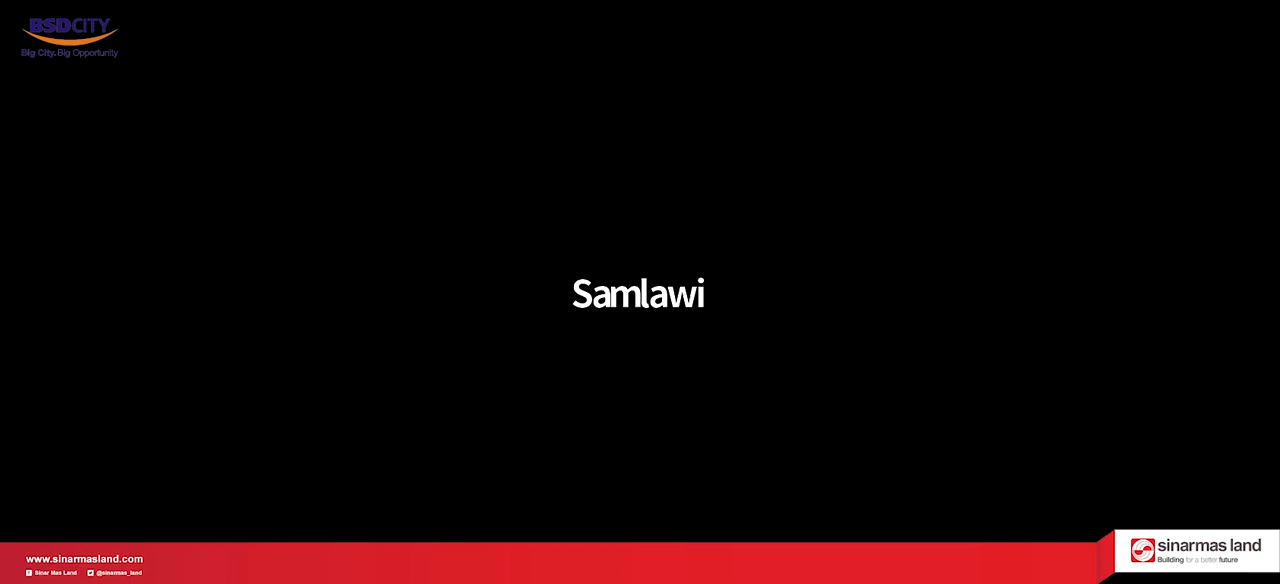 BSDCITY
Big City. Big Opportunity
Samlawi
www.sinarmasland.com
Sinar Mas Land @sinarmas_land
sinarmas land
Building for a better future